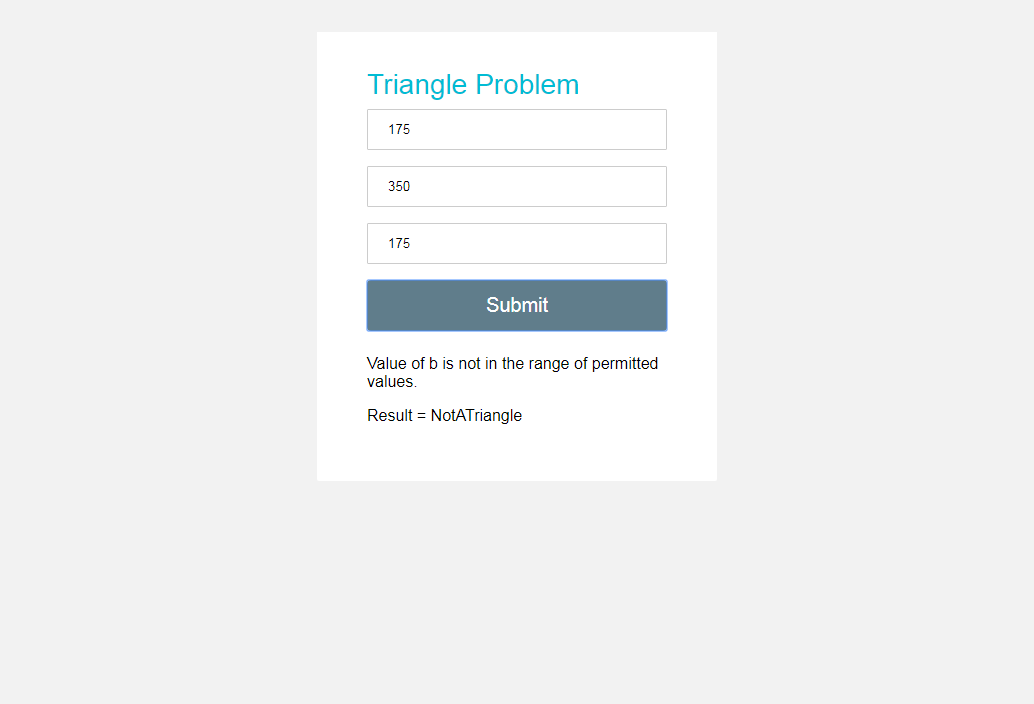 Triangle Problem
175
350
175
Submit
Value of b is not in the range of permitted
values.
Result = NotATriangle